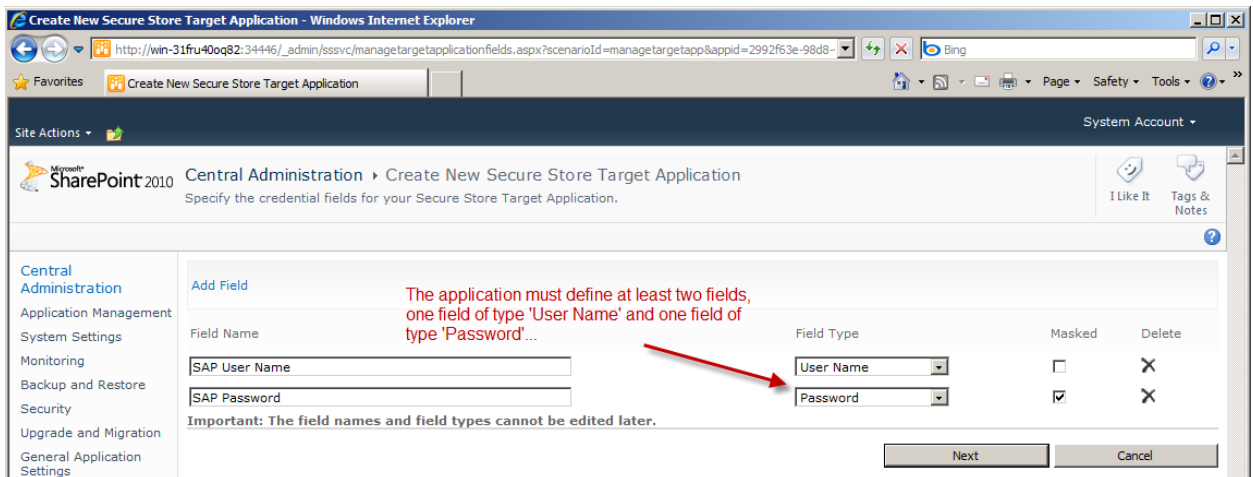 Create New Secure Store Target Application - Windows Internet Explorer
http://win-31fru40oq82:34446/_admin/sssvc/managetargetapplicationfields.aspx?scenarioId=managetargetapp&appid=2992f63e-98d8-
Bing
Favorites
Create New Secure Store Target Application
Page
Safety
Tools
Site Actions
System Account
Microsoft SharePoint 2010
Central Administration
Create New Secure Store Target Application
Specify the credential fields for your Secure Store Target Application.
I Like It
Tags &
Notes
Central
Administration
Application Management
System Settings
Monitoring
Backup and Restore
Security
Upgrade and Migration
General Application
Settings
Add Field
The application must define at least two fields,
one field of type 'User Name' and one field of
type 'Password'...
Field Name
Field Type
Masked
Delete
SAP User Name
User Name
SAP Password
Password
Important: The field names and field types cannot be edited later.
Next
Cancel